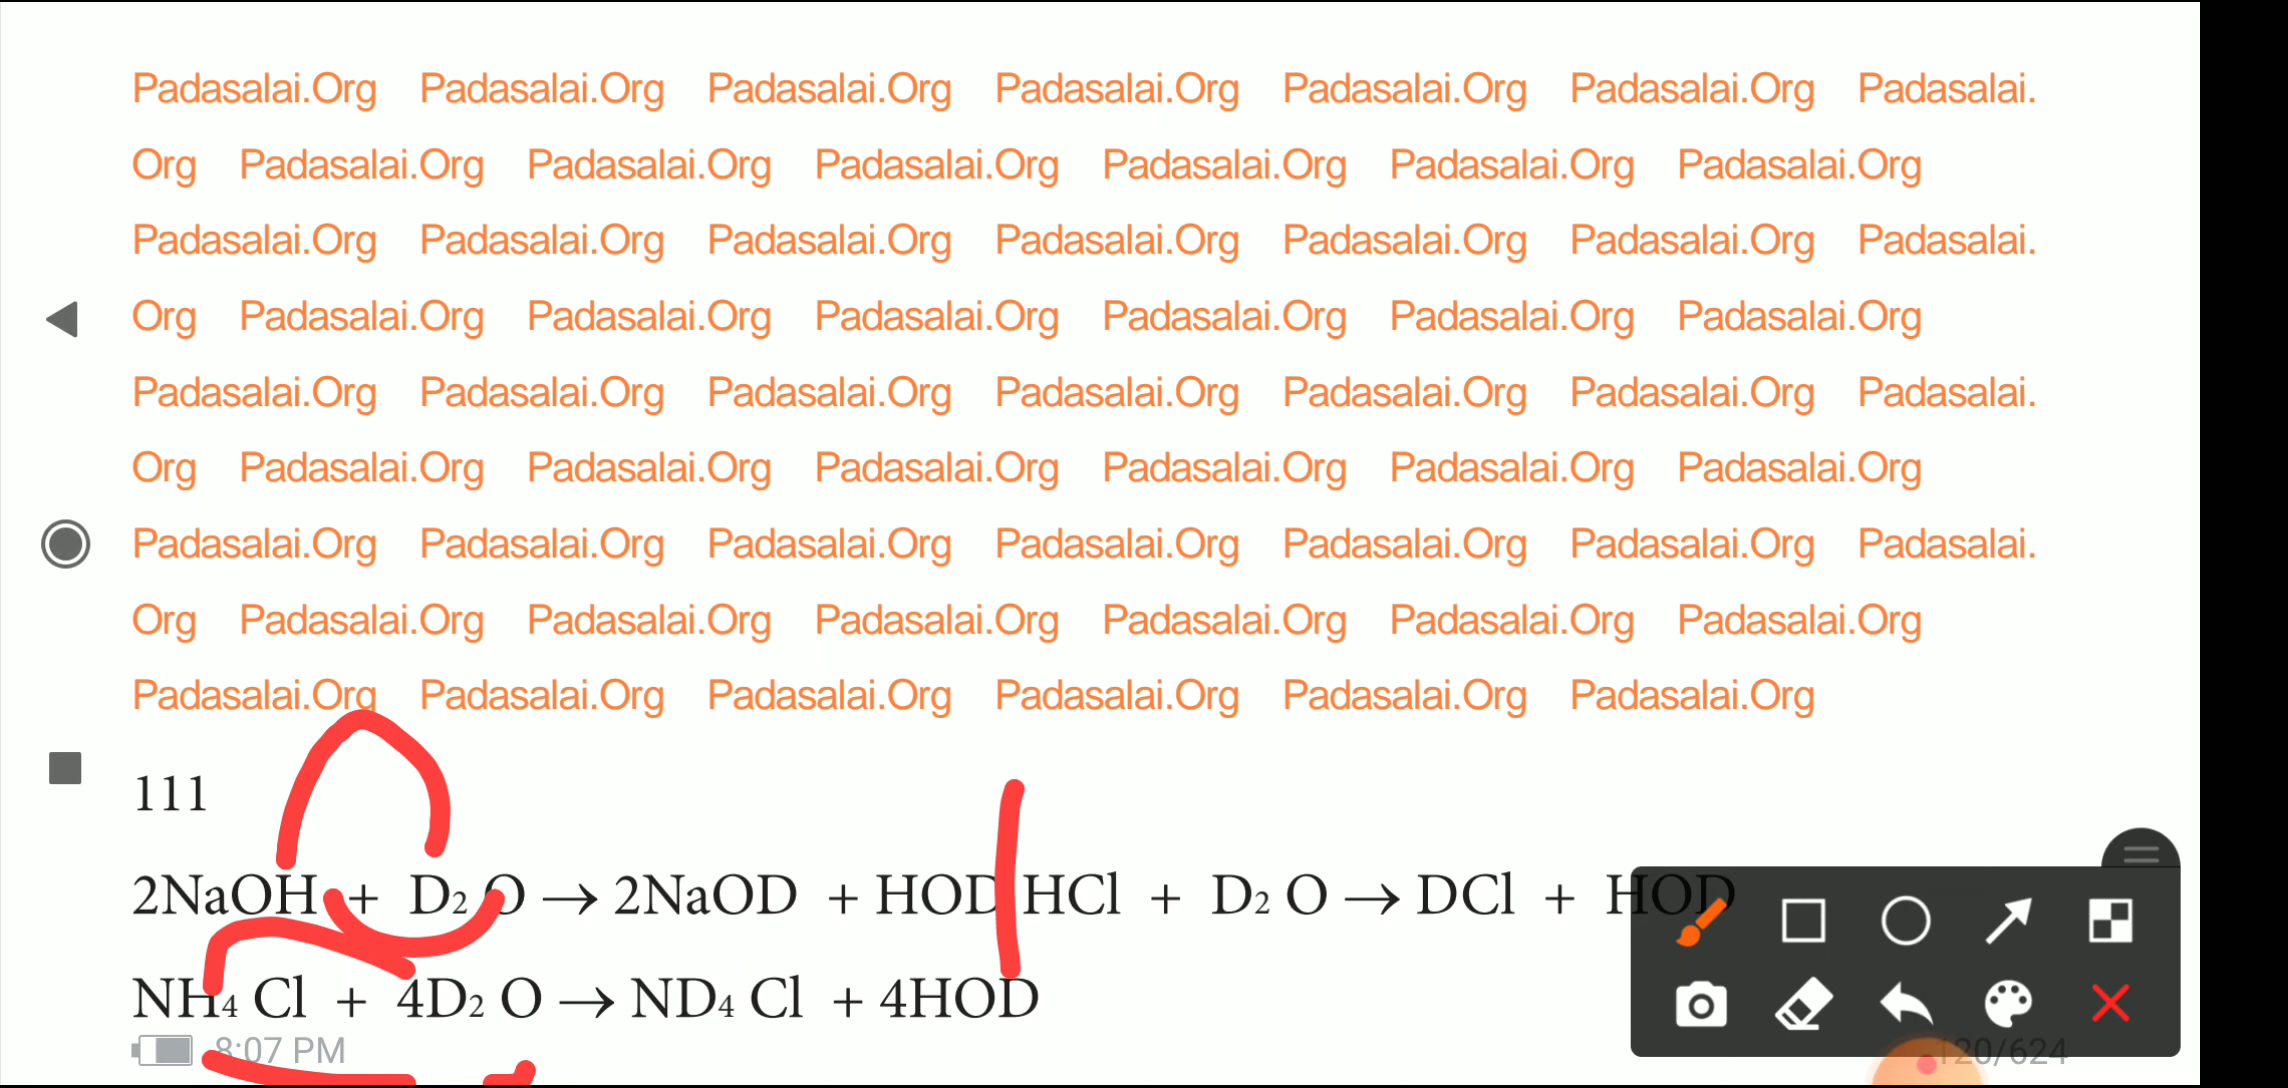 Padasalai.Org Padasalai.Org Padasalai.Org Padasalai.Org Padasalai.Org Padasalai.Org Padasalai.
Org Padasalai.Org Padasalai.Org Padasalai.Org Padasalai.Org Padasalai.Org Padasalai.Org
Padasalai.Org Padasalai.Org Padasalai.Org Padasalai.Org Padasalai.Org Padasalai.Org Padasalai.
Org Padasalai.Org Padasalai.Org Padasalai.Org Padasalai.Org Padasalai.Org Padasalai.Org
Padasalai.Org Padasalai.Org Padasalai.Org Padasalai.Org Padasalai.Org Padasalai.Org Padasalai.
Org Padasalai.Org Padasalai.Org Padasalai.Org Padasalai.Org Padasalai.Org Padasalai.Org
Padasalai.Org Padasalai.Org Padasalai.Org Padasalai.Org Padasalai.Org Padasalai.Org Padasalai.
Org Padasalai.Org Padasalai.Org Padasalai.Org Padasalai.Org Padasalai.Org Padasalai.Org
Padasalai.Org Padasalai.Org Padasalai.Org Padasalai.Org Padasalai.Org Padasalai.Org
111
2NaOH + D2 O → 2NaOD + HOD HCl + D2 O → DCl + HOD
NH4 Cl + 4D2 O → ND4 Cl + 4HOD
8:07 PM 120/624